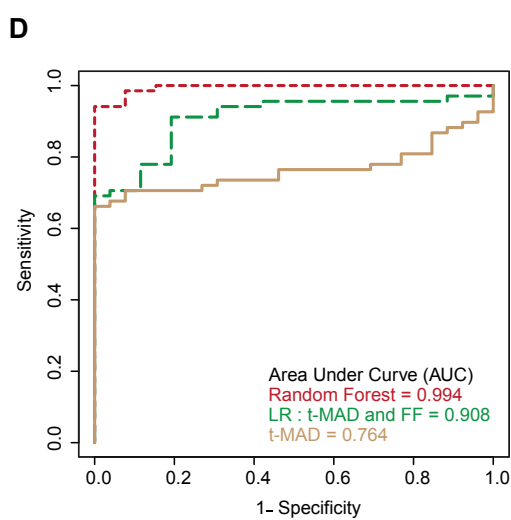 D
1.0
0.8
0.6
0.4
0.2
0.0
Sensitivity
Area Under Curve (AUC)
Random Forest = 0.994
LR : t-MAD and FF = 0.908
t-MAD = 0.764
0.0 0.2 0.4 0.6 0.8 1.0
1- Specificity